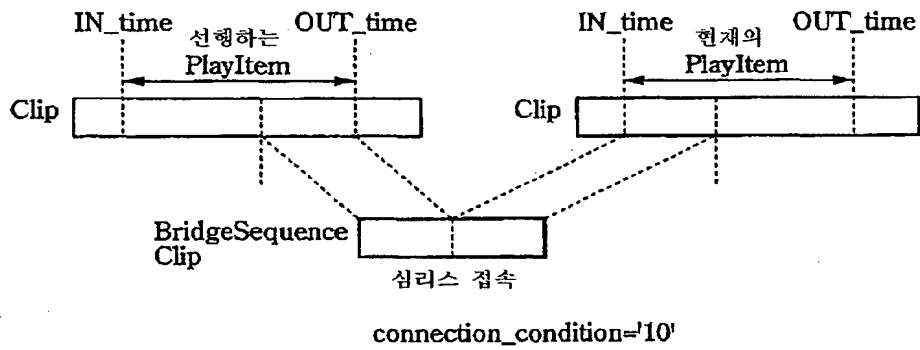 IN_time 선행하는 OUT_time
PlayItem
Clip
IN_time 현재의 OUT_time
PlayItem
Clip
BridgeSequence
Clip
심리스 접속
connection_condition='10'